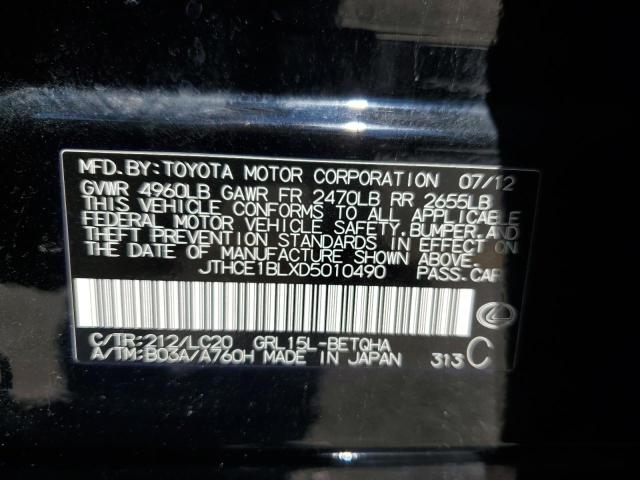 MFD.BY:TOYOTA MOTOR CORPORATION 07/12
GVWR 4960LB GAWR FR 2470LB RR 2655LB
THIS VEHICLE CONFORMS TO ALL APPLICABLE
FEDERAL MOTOR VEHICLE SAFETY,BUMPER,AND
THEFT PREVENTION STANDARDS IN EFFECT ON
THE DATE OF MANUFACTURE SHOWN ABOVE.
JTHCE1BLXD5010490 PASS.CAR
C/TR:212/LC20 GRL15L-BETQHA
A/TM:B03A/A760H MADE IN JAPAN 313 C